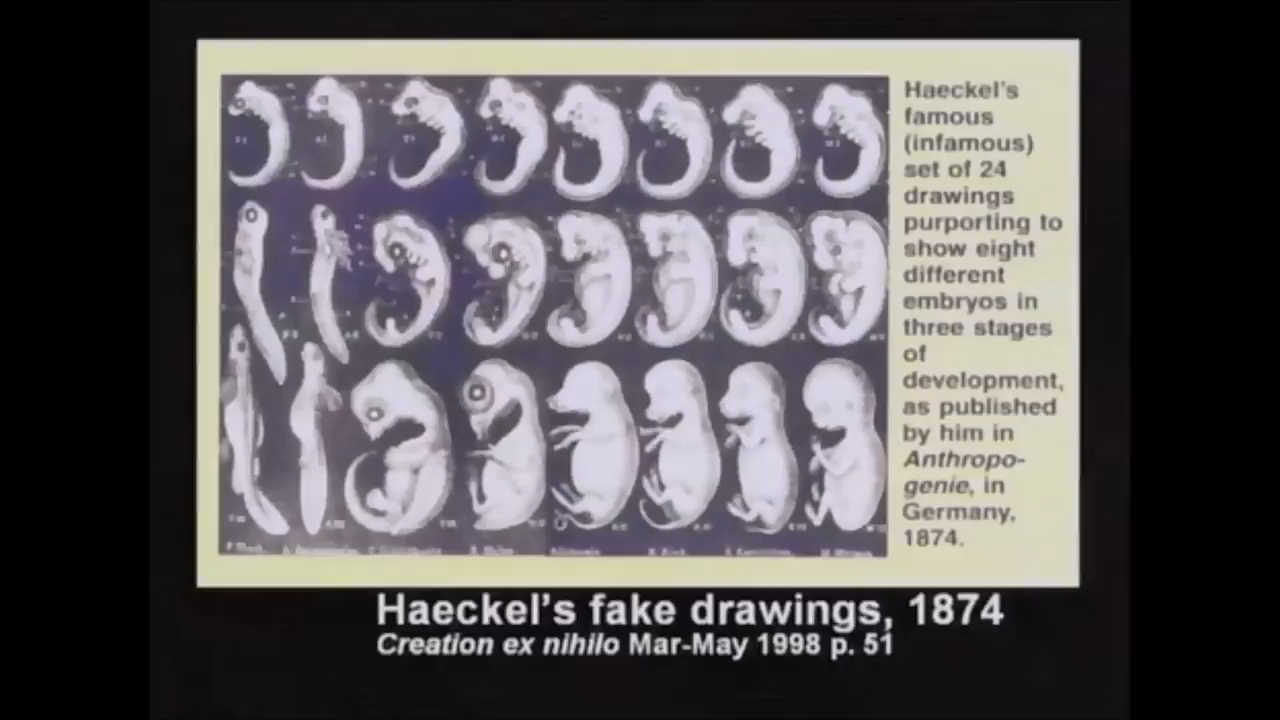 Haeckel's
famous
(infamous)
set of 24
drawings
purporting to
show eight
different
embryos in
three stages
of
development,
as published
by him in
Anthropo-
genie, in
Germany,
1874.
Haeckel's fake drawings, 1874
Creation ex nihilo Mar-May 1998 p. 51